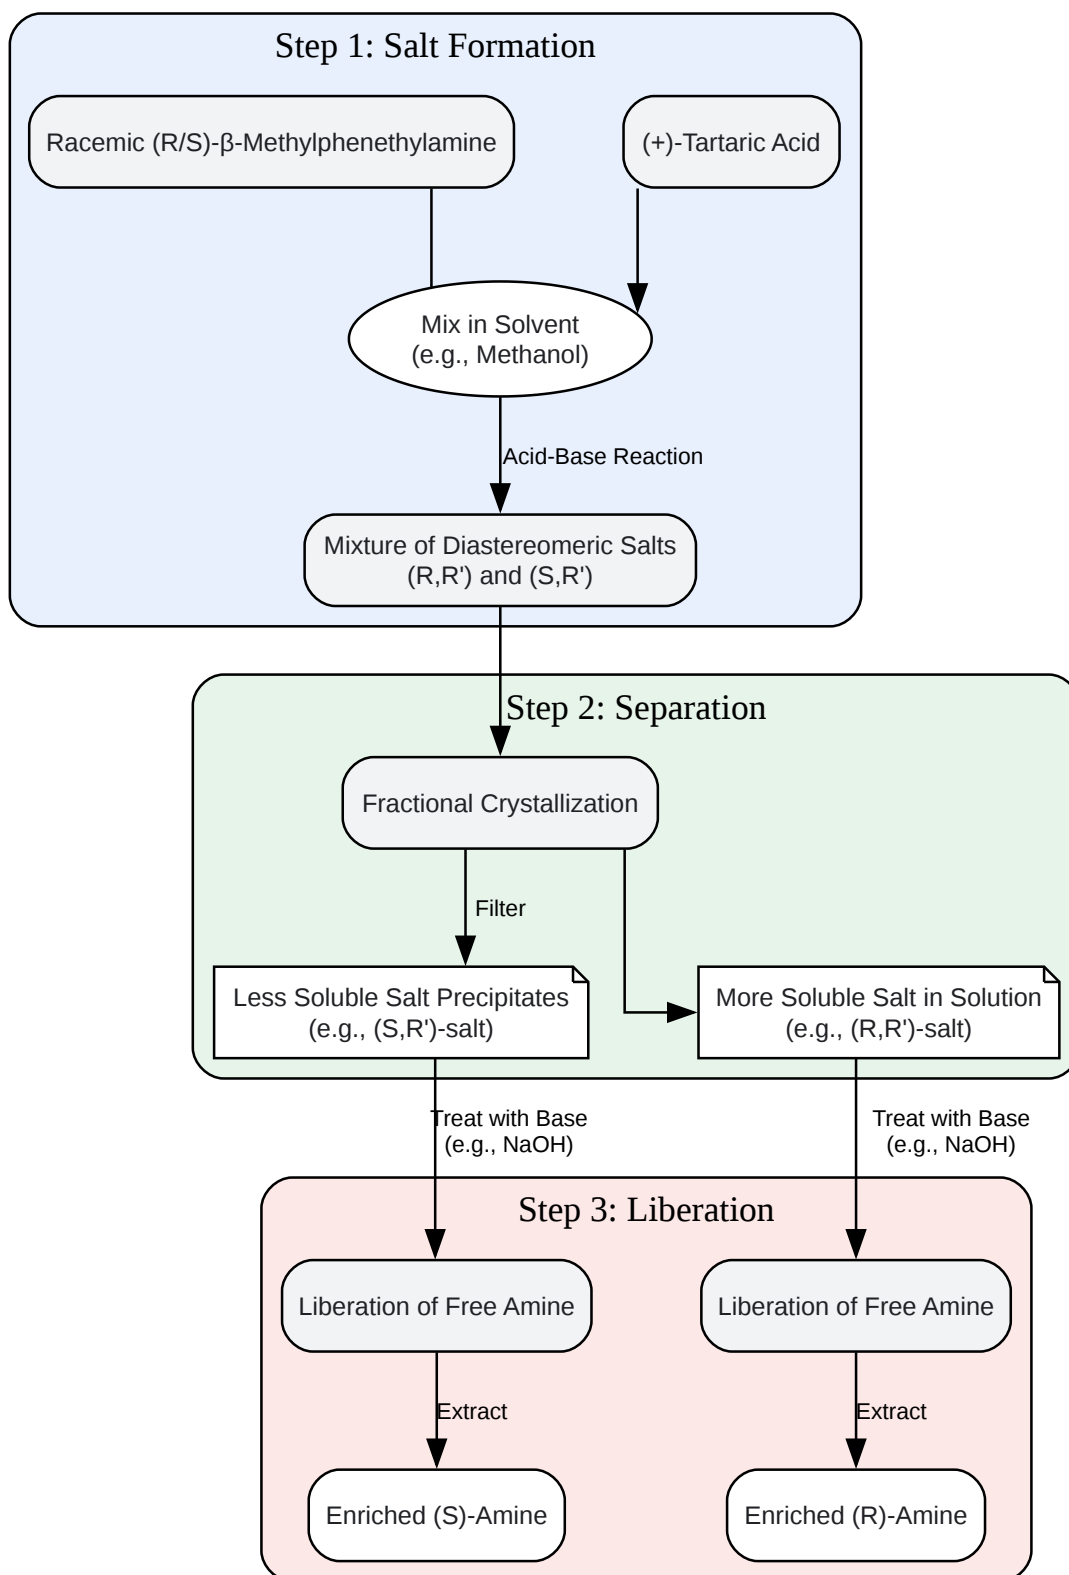 Step 1: Salt Formation
Racemic (R/S)-β-Methylphenethylamine
(+)-Tartaric Acid
Mix in Solvent
(e.g., Methanol)
Acid-Base Reaction
Mixture of Diastereomeric Salts
(R,R') and (S,R')
Step 2: Separation
Fractional Crystallization
Filter
Less Soluble Salt Precipitates
(e.g., (S,R')-salt)
More Soluble Salt in Solution
(e.g., (R,R')-salt)
Treat with Base
(e.g., NaOH)
Treat with Base
(e.g., NaOH)
Step 3: Liberation
Liberation of Free Amine
Liberation of Free Amine
Extract
Extract
Enriched (S)-Amine
Enriched (R)-Amine